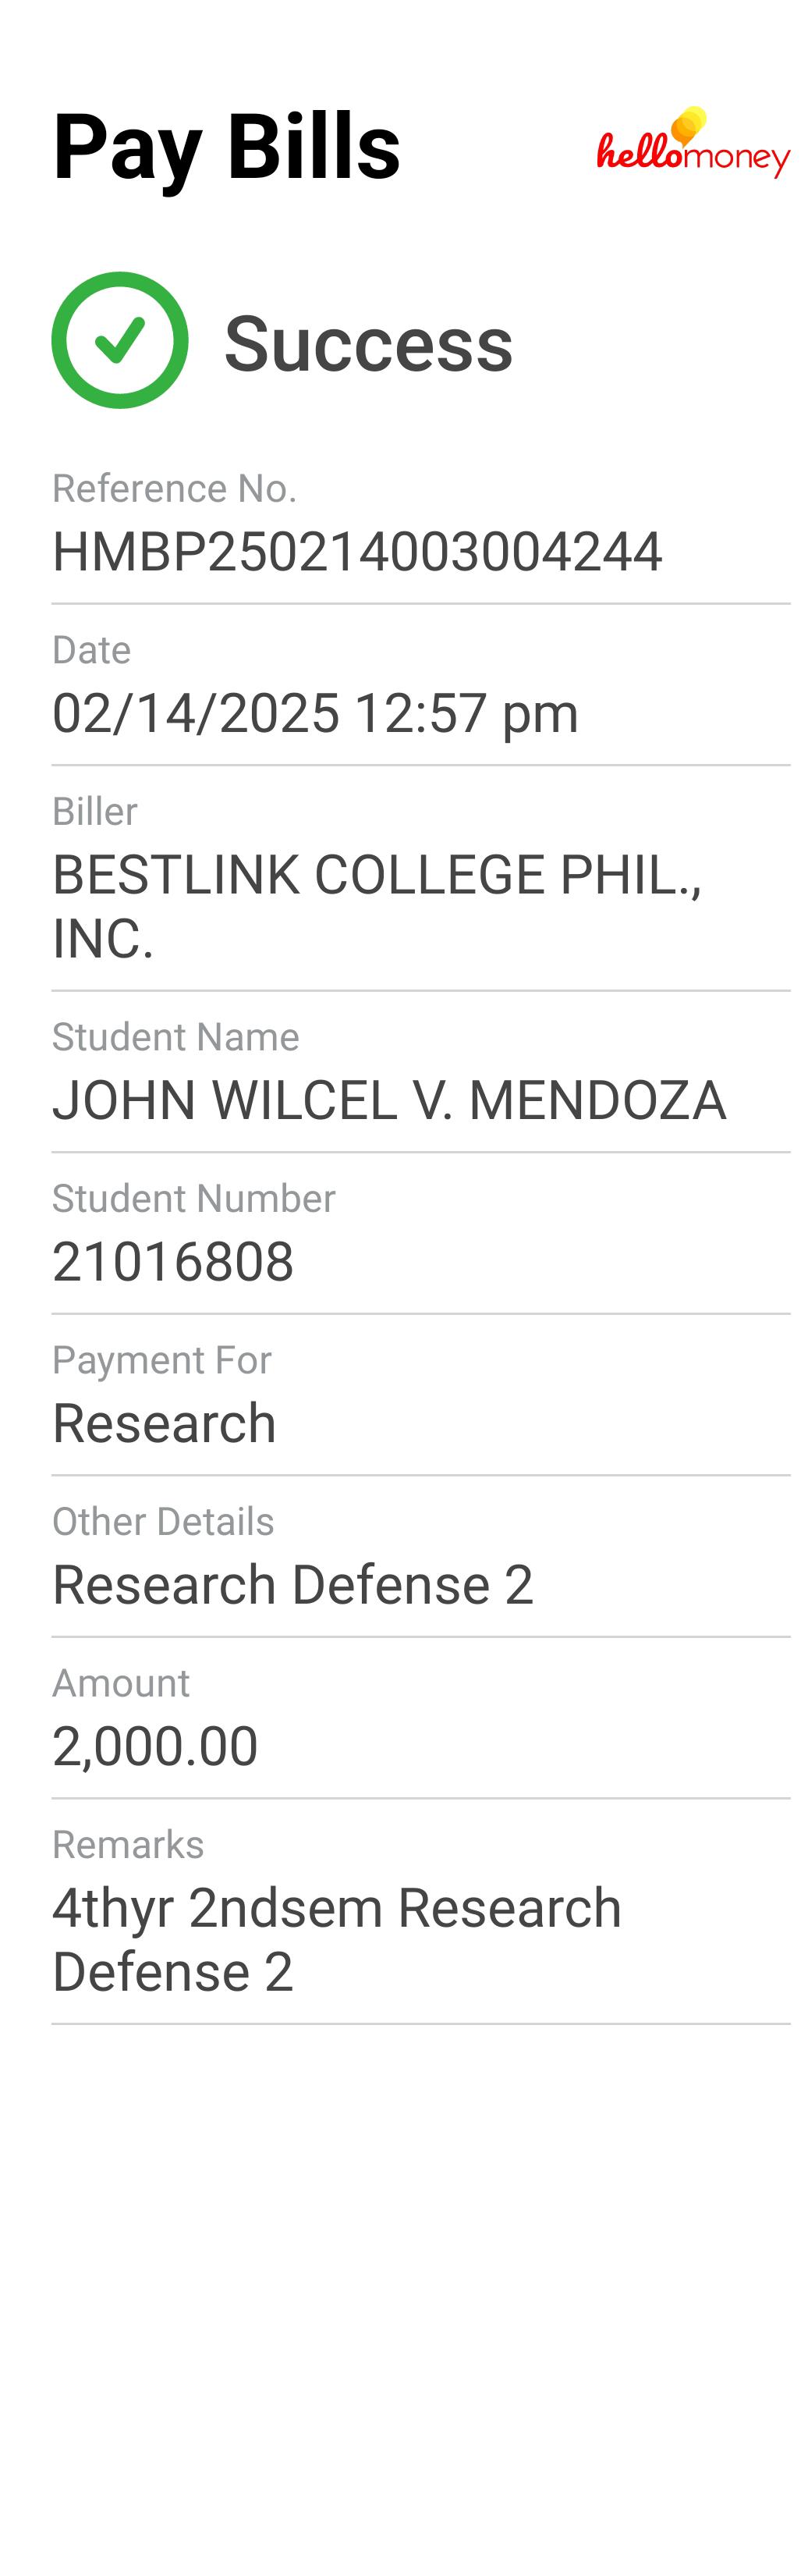 Pay Bills
hellomoney
Success
Reference No.
HMBP250214003004244
Date
02/14/2025 12:57 pm
Biller
BESTLINK COLLEGE PHIL.,
INC.
Student Name
JOHN WILCEL V. MENDOZA
Student Number
21016808
Payment For
Research
Other Details
Research Defense 2
Amount
2,000.00
Remarks
4thyr 2ndsem Research
Defense 2